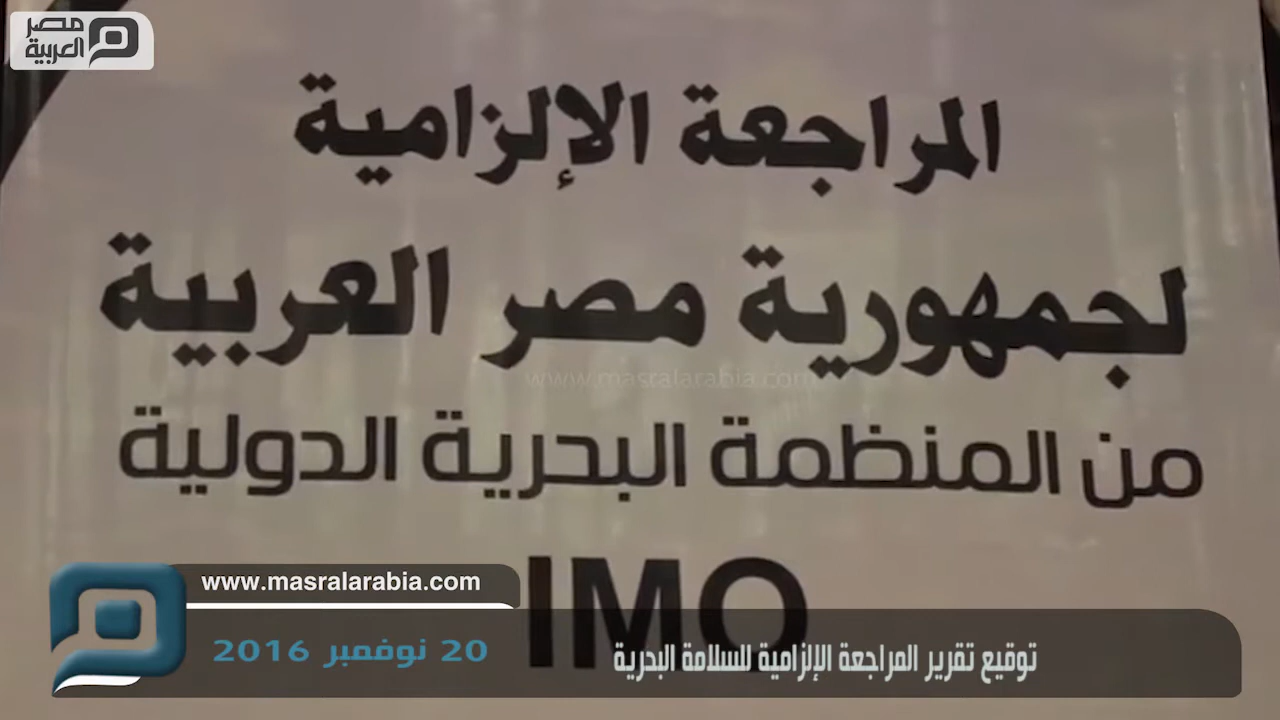 مصر
العربية
المراجعة الإلزامية
لجمهورية مصر العربية
www.masralarabia.com
من المنظمة البحرية الدولية
IMO
www.masralarabia.com
توقيع تقرير المراجعة الإلزامية للسلامة البحرية
20 نوفمبر 2016